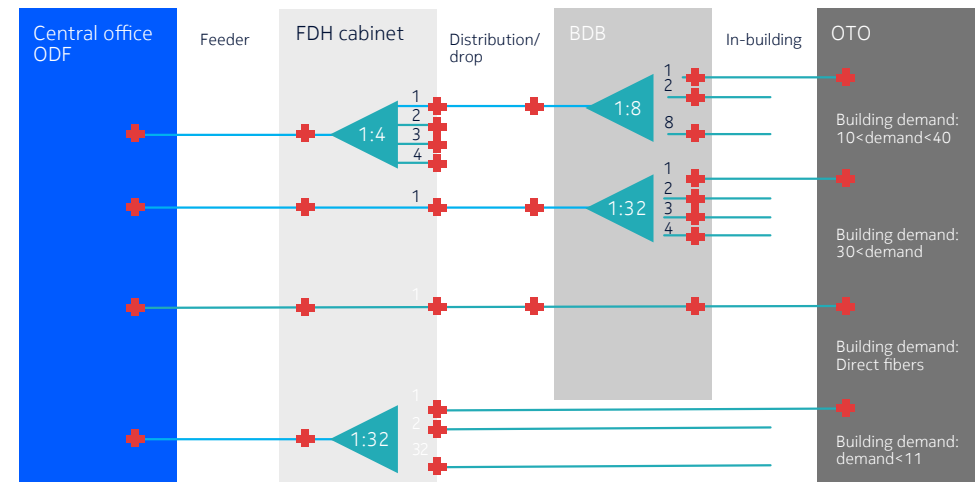 Central office
ODF
Feeder
FDH cabinet
Distribution/
drop
BDB
In-building
OTO
1:4
1
2
3
4
1:8
1
2
8
Building demand:
10<demand<40
1
1:32
1
2
3
4
Building demand:
30<demand
1
Building demand:
Direct fibers
1:32
1
2
32
Building demand:
demand<11